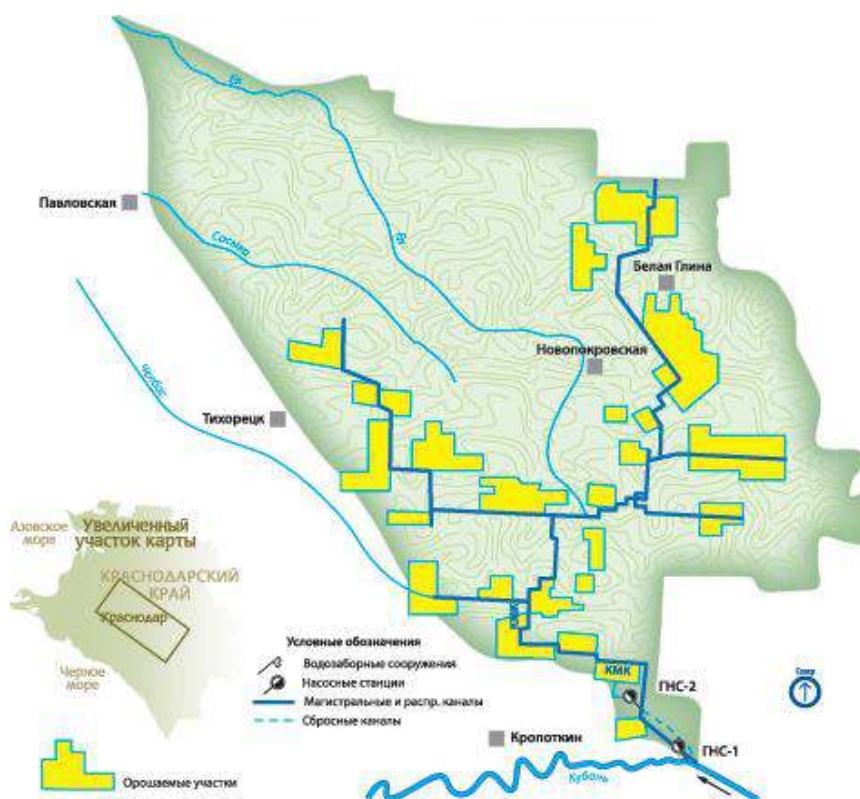 Ея
Павловская
Сосыка
Ея
Белая Глина
Новопокровская
Челбас
Тихорецк
Азовское
море
Увеличенный
участок карты
КРАСНОДАРСКИЙ
КРАЙ
Краснодар
Черное
море
Условные обозначения
Водозаборные сооружения
Насосные станции
Магистральные и распр. каналы
Сбросные каналы
КМК
ГНС-2
Север
Кропоткин
ГНС-1
Кубань
Орошаемые участки